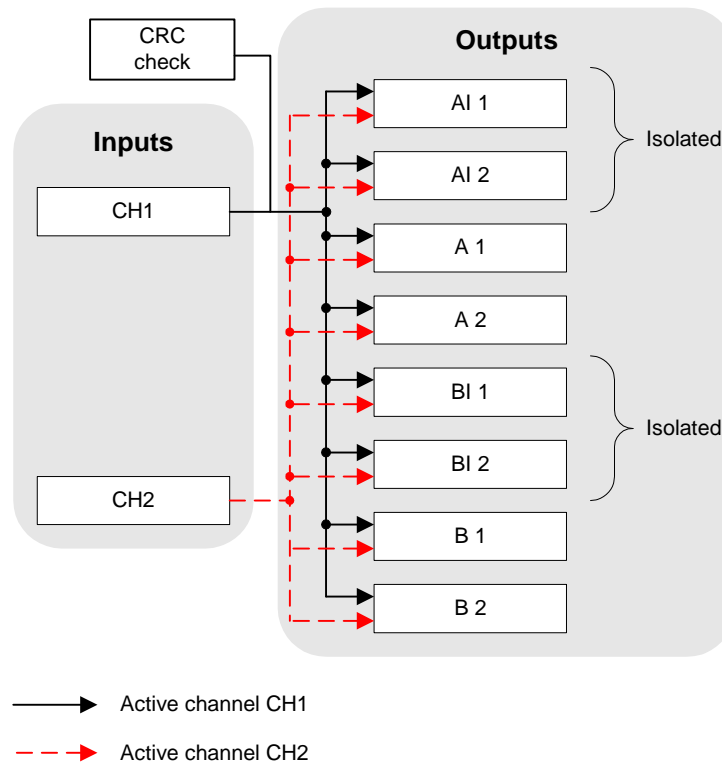 CRC
check
Outputs
Inputs
AI 1
AI 2
Isolated
CH1
A 1
A 2
BI 1
BI 2
Isolated
CH2
B 1
B 2
Active channel CH1
Active channel CH2